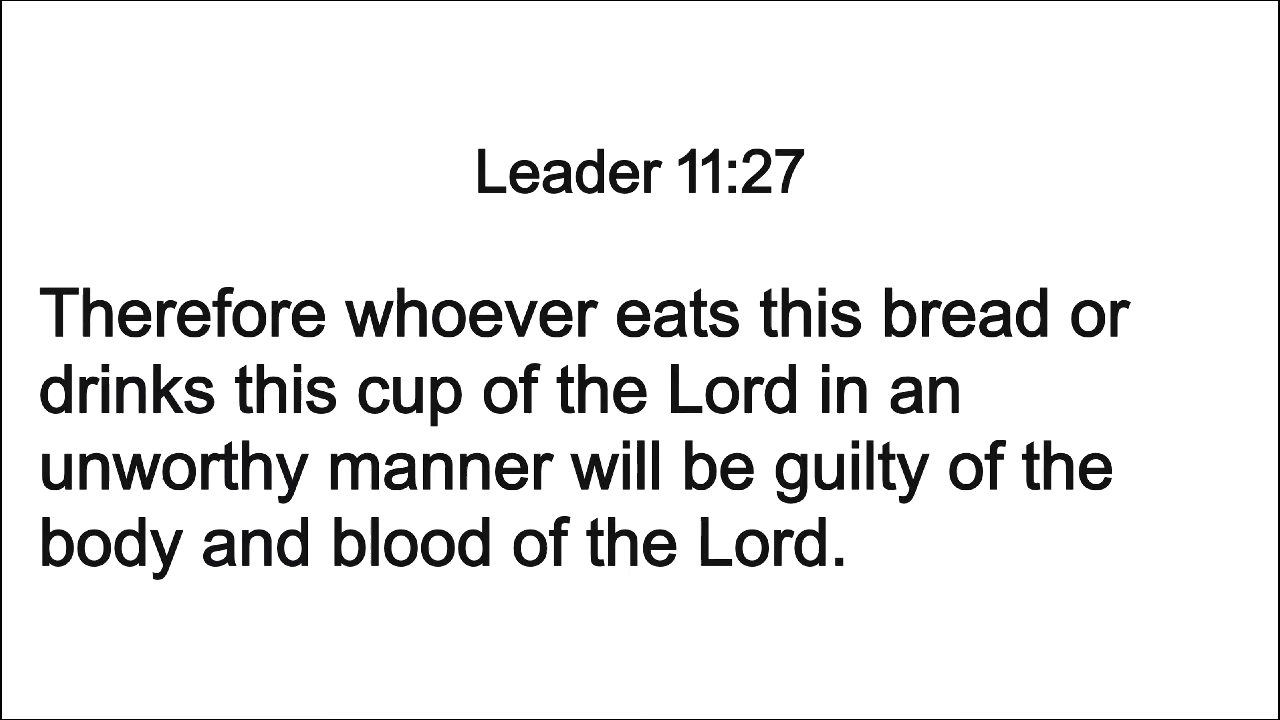 Leader 11:27
Therefore whoever eats this bread or
drinks this cup of the Lord in an
unworthy manner will be guilty of the
body and blood of the Lord.